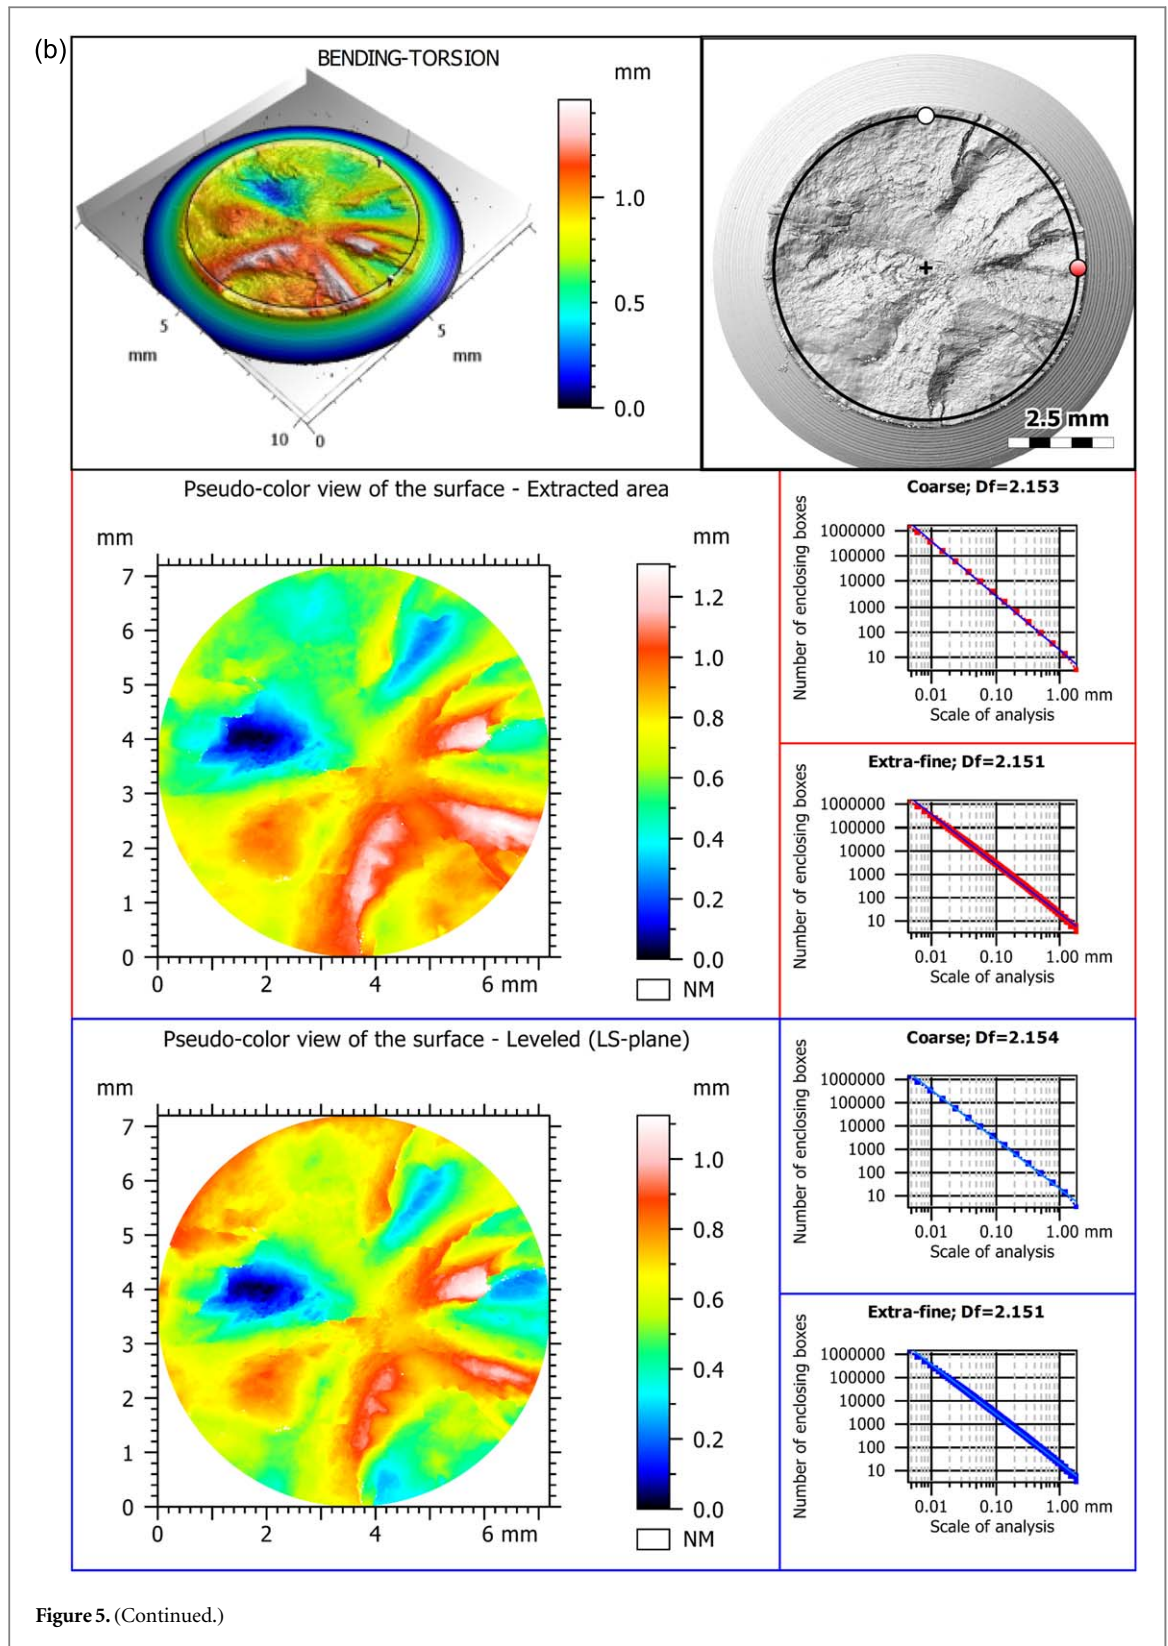 (b)
BENDING-TORSION
mm
1.0
0.5
0.0
5
mm
10
0
5
mm
2.5 mm
Pseudo-color view of the surface - Extracted area
mm
7
6
5
4
3
2
1
0
0 2 4 6 mm
mm
1.2
1.0
0.8
0.6
0.4
0.2
0.0
NM
Coarse; Df=2.153
Number of enclosing boxes
1000000
100000
10000
1000
100
10
0.01 0.10 1.00 mm
Scale of analysis
Extra-fine; Df=2.151
Number of enclosing boxes
1000000
100000
10000
1000
100
10
0.01 0.10 1.00 mm
Scale of analysis
Pseudo-color view of the surface - Leveled (LS-plane)
mm
7
6
5
4
3
2
1
0
0 2 4 6 mm
mm
1.0
0.8
0.6
0.4
0.2
0.0
NM
Coarse; Df=2.154
Number of enclosing boxes
1000000
100000
10000
1000
100
10
0.01 0.10 1.00 mm
Scale of analysis
Extra-fine; Df=2.151
Number of enclosing boxes
1000000
100000
10000
1000
100
10
0.01 0.10 1.00 mm
Scale of analysis
Figure 5. (Continued.)